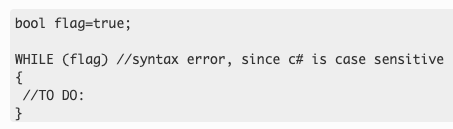 bool flag=true;
WHILE (flag) //syntax error, since c# is case sensitive
{
//TO DO:
}